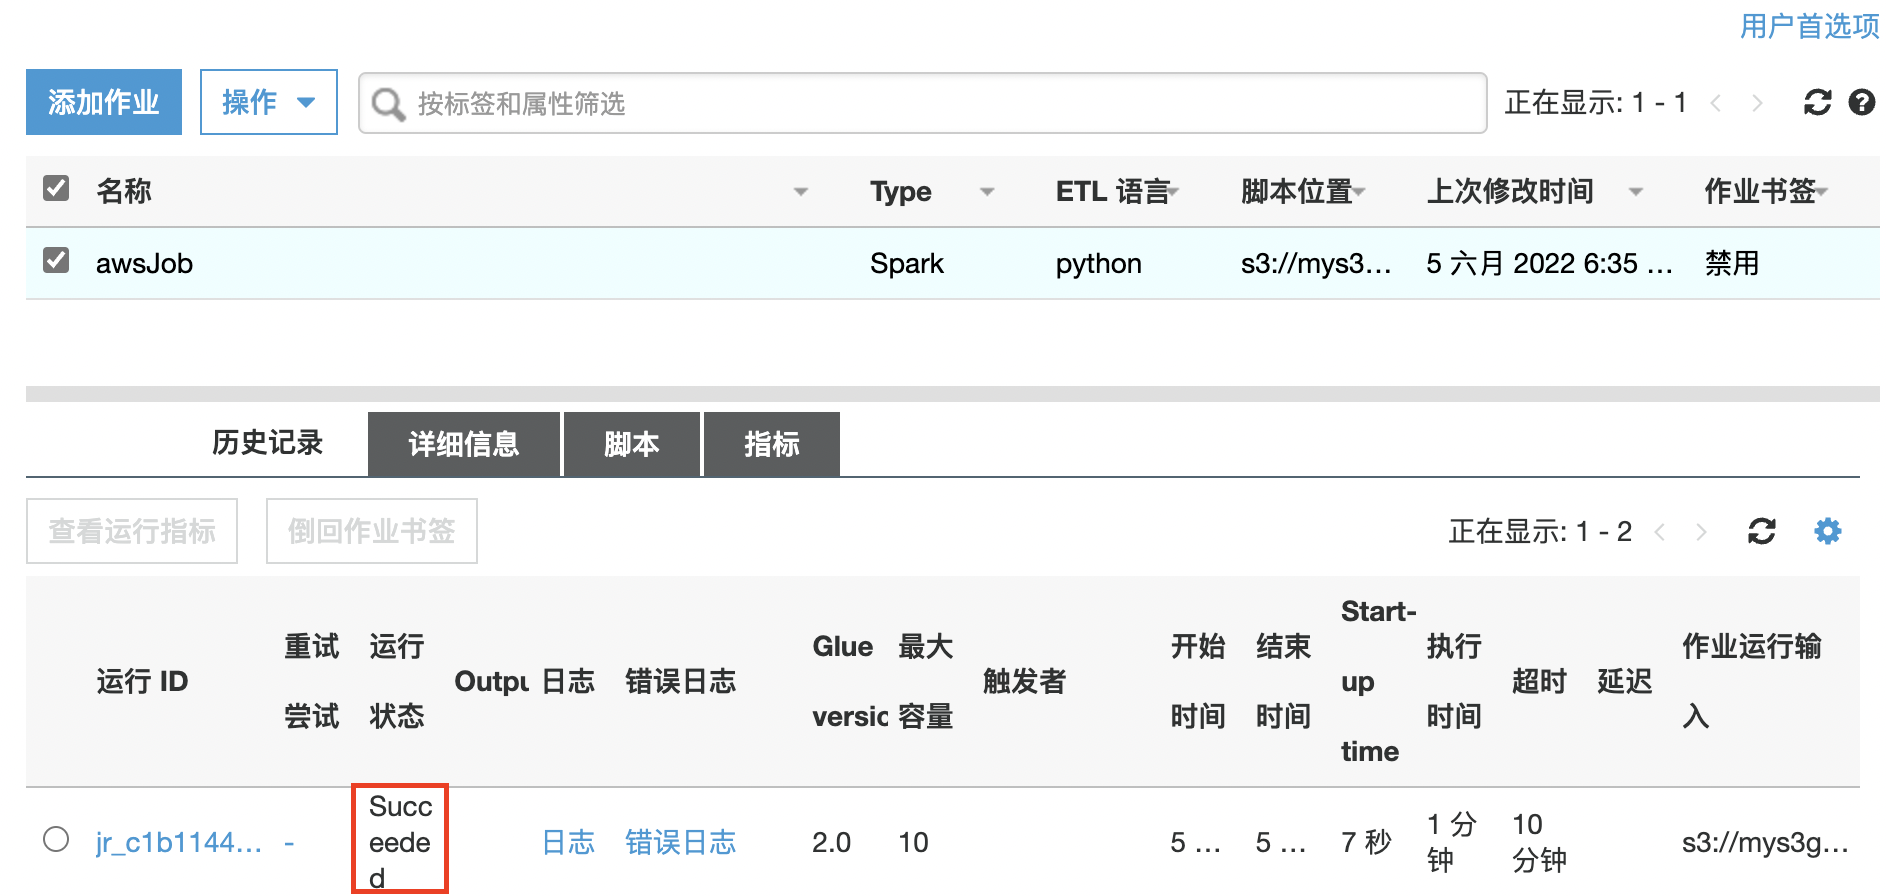 用户首选项
添加作业 操作 按标签和属性筛选 正在显示: 1 - 1
名称 Type ETL 语言 脚本位置 上次修改时间 作业书签
awsJob Spark python s3://mys3... 5 六月 2022 6:35 ... 禁用
历史记录 详细信息 脚本 指标
查看运行指标 倒回作业书签 正在显示: 1 - 2
运行 ID 重试尝试 运行状态 Outpu 日志 错误日志 Glue versio 最大容量 触发者 开始时间 结束时间 Start-up time 执行时间 超时 延迟 作业运行输入
jr_c1b1144... - Succeeded 日志 错误日志 2.0 10 5 ... 5 ... 7 秒 1 分钟 10 分钟 s3://mys3g...